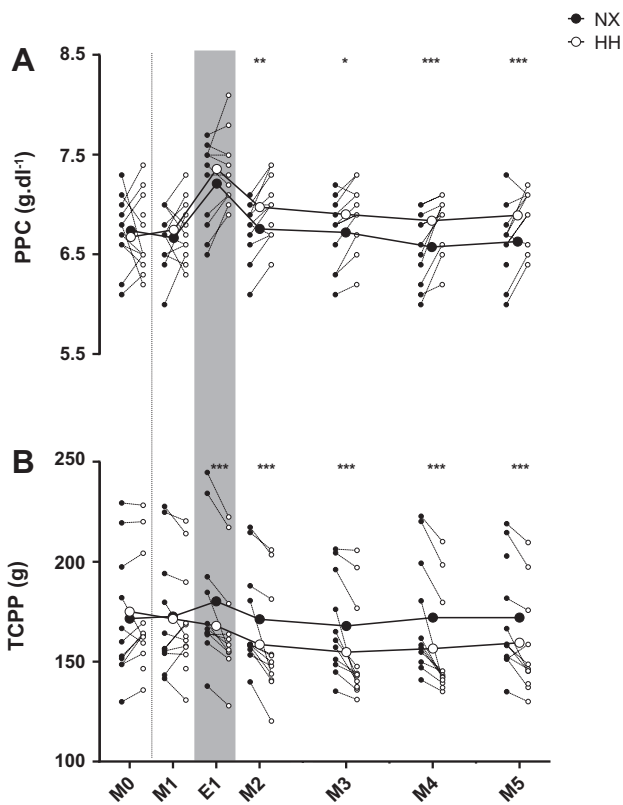 NX
HH
A
8.5
** * *** ***
7.5
PPC (g.dl-1)
6.5
5.5
B
250
*** *** *** *** ***
200
TCPP (g)
150
100
M0 M1 E1 M2 M3 M4 M5